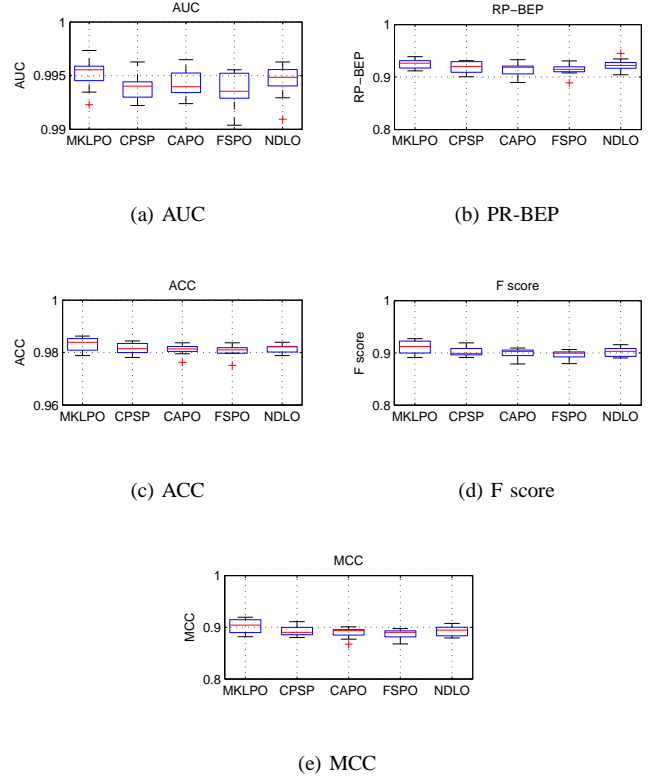 AUC
RP−BEP
1
0.995
0.99
AUC
MKLPO CPSP CAPO FSPO NDLO
1
0.9
0.8
RP−BEP
MKLPO CPSP CAPO FSPO NDLO
(a) AUC
(b) PR-BEP
ACC
F score
1
0.98
0.96
ACC
MKLPO CPSP CAPO FSPO NDLO
1
0.9
0.8
F score
MKLPO CPSP CAPO FSPO NDLO
(c) ACC
(d) F score
MCC
1
0.9
0.8
MCC
MKLPO CPSP CAPO FSPO NDLO
(e) MCC